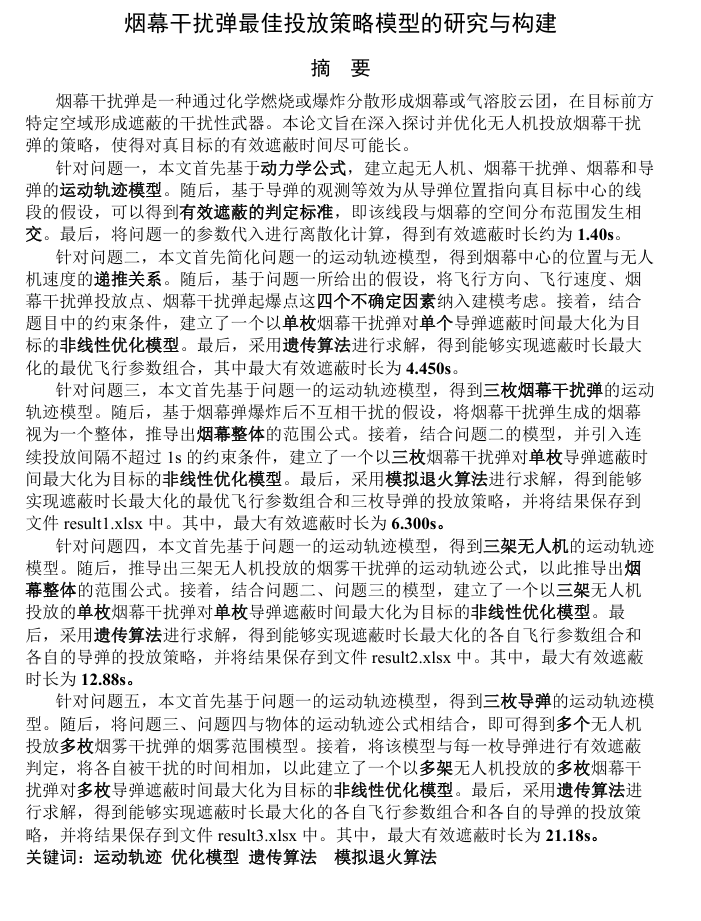 烟幕干扰弹最佳投放策略模型的研究与构建
摘 要
烟幕干扰弹是一种通过化学燃烧或爆炸分散形成烟幕或气溶胶云团，在目标前方
特定空域形成遮蔽的干扰性武器。本论文旨在深入探讨并优化无人机投放烟幕干扰
弹的策略，使得对真目标的有效遮蔽时间尽可能长。
针对问题一，本文首先基于动力学公式，建立起无人机、烟幕干扰弹、烟幕和导
弹的运动轨迹模型。随后，基于导弹的观测等效为从导弹位置指向真目标中心的线
段的假设，可以得到有效遮蔽的判定标准，即该线段与烟幕的空间分布范围发生相
交。最后，将问题一的参数代入进行离散化计算，得到有效遮蔽时长约为 1.40s。
针对问题二，本文首先简化问题一的运动轨迹模型，得到烟幕中心的位置与无人
机速度的递推关系。随后，基于问题一所给出的假设，将飞行方向、飞行速度、烟
幕干扰弹投放点、烟幕干扰弹起爆点这四个不确定因素纳入建模考虑。接着，结合
题目中的约束条件，建立了一个以单枚烟幕干扰弹对单个导弹遮蔽时间最大化为目
标的非线性优化模型。最后，采用遗传算法进行求解，得到能够实现遮蔽时长最大
化的最优飞行参数组合，其中最大有效遮蔽时长为 4.450s。
针对问题三，本文首先基于问题一的运动轨迹模型，得到三枚烟幕干扰弹的运动
轨迹模型。随后，基于烟幕弹爆炸后不互相干扰的假设，将烟幕干扰弹生成的烟幕
视为一个整体，推导出烟幕整体的范围公式。接着，结合问题二的模型，并引入连
续投放间隔不超过 1s 的约束条件，建立了一个以三枚烟幕干扰弹对单枚导弹遮蔽时
间最大化为目标的非线性优化模型。最后，采用模拟退火算法进行求解，得到能够
实现遮蔽时长最大化的最优飞行参数组合和三枚导弹的投放策略，并将结果保存到
文件 result1.xlsx 中。其中，最大有效遮蔽时长为 6.300s。
针对问题四，本文首先基于问题一的运动轨迹模型，得到三架无人机的运动轨迹
模型。随后，推导出三架无人机投放的烟雾干扰弹的运动轨迹公式，以此推导出烟
幕整体的范围公式。接着，结合问题二、问题三的模型，建立了一个以三架无人机
投放的单枚烟幕干扰弹对单枚导弹遮蔽时间最大化为目标的非线性优化模型。最
后，采用遗传算法进行求解，得到能够实现遮蔽时长最大化的各自飞行参数组合和
各自的导弹的投放策略，并将结果保存到文件 result2.xlsx 中。其中，最大有效遮蔽
时长为 12.88s。
针对问题五，本文首先基于问题一的运动轨迹模型，得到三枚导弹的运动轨迹模
型。随后，将问题三、问题四与物体的运动轨迹公式相结合，即可得到多个无人机
投放多枚烟雾干扰弹的烟雾范围模型。接着，将该模型与每一枚导弹进行有效遮蔽
判定，将各自被干扰的时间相加，以此建立了一个以多架无人机投放的多枚烟幕干
扰弹对多枚导弹遮蔽时间最大化为目标的非线性优化模型。最后，采用遗传算法进
行求解，得到能够实现遮蔽时长最大化的各自飞行参数组合和各自的导弹的投放策
略，并将结果保存到文件 result3.xlsx 中。其中，最大有效遮蔽时长为 21.18s。
关键词：运动轨迹 优化模型 遗传算法 模拟退火算法